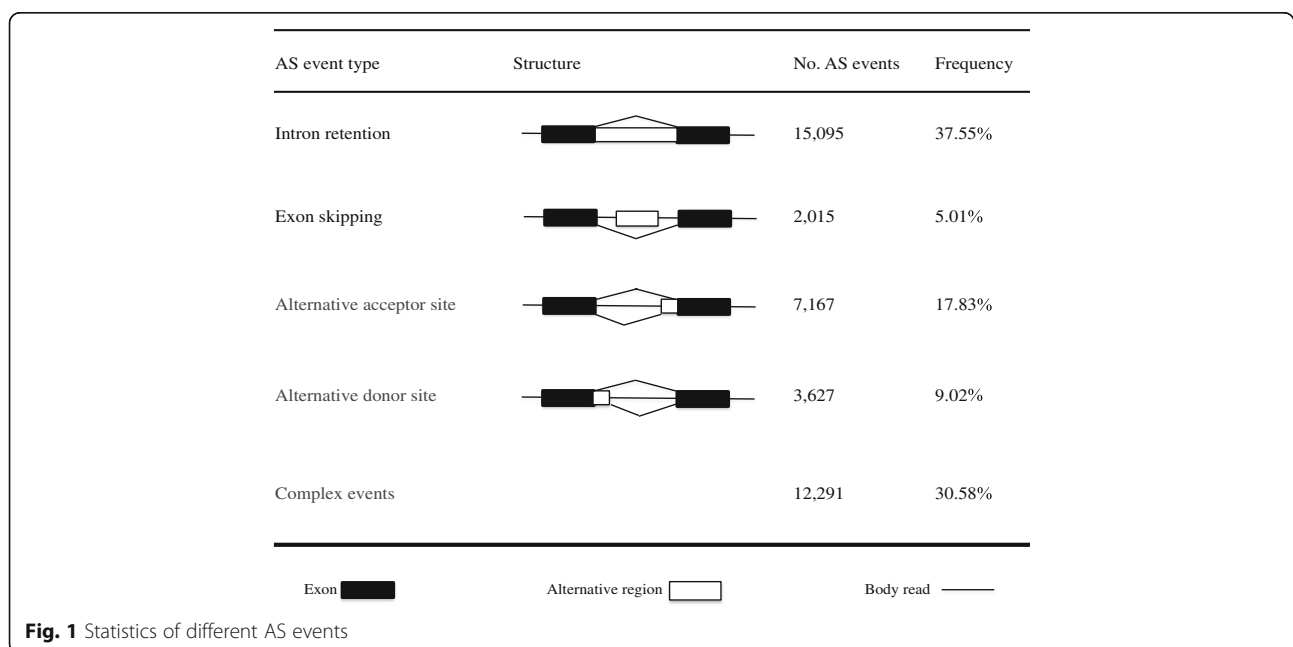 AS event type Structure No. AS events Frequency
Intron retention 15,095 37.55%
Exon skipping 2,015 5.01%
Alternative acceptor site 7,167 17.83%
Alternative donor site 3,627 9.02%
Complex events 12,291 30.58%
Exon Alternative region Body read
Fig. 1 Statistics of different AS events